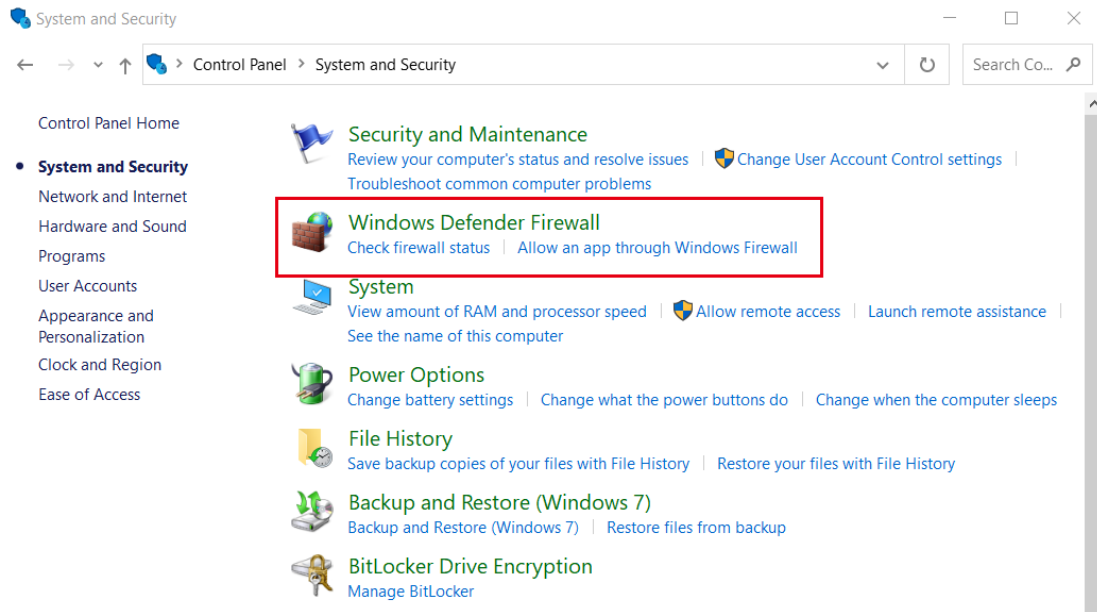 System and Security
Control Panel > System and Security
Search Co...
Control Panel Home
System and Security
Network and Internet
Hardware and Sound
Programs
User Accounts
Appearance and
Personalization
Clock and Region
Ease of Access
Security and Maintenance
Review your computer's status and resolve issues
Change User Account Control settings
Troubleshoot common computer problems
Windows Defender Firewall
Check firewall status
Allow an app through Windows Firewall
System
View amount of RAM and processor speed
Allow remote access
Launch remote assistance
See the name of this computer
Power Options
Change battery settings
Change what the power buttons do
Change when the computer sleeps
File History
Save backup copies of your files with File History
Restore your files with File History
Backup and Restore (Windows 7)
Backup and Restore (Windows 7)
Restore files from backup
BitLocker Drive Encryption
Manage BitLocker